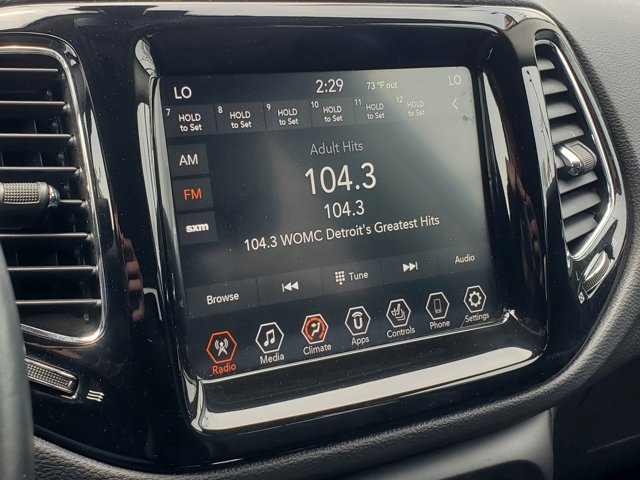 LO 2:29 73°F out LO
7 HOLD to Set 8 HOLD to Set 9 HOLD to Set 10 HOLD to Set 11 HOLD to Set 12 HOLD to Set
Adult Hits
AM
104.3
FM
104.3
sxm
104.3 WOMC Detroit's Greatest Hits
Browse Tune Audio
Radio Media Climate Apps Controls Phone Settings